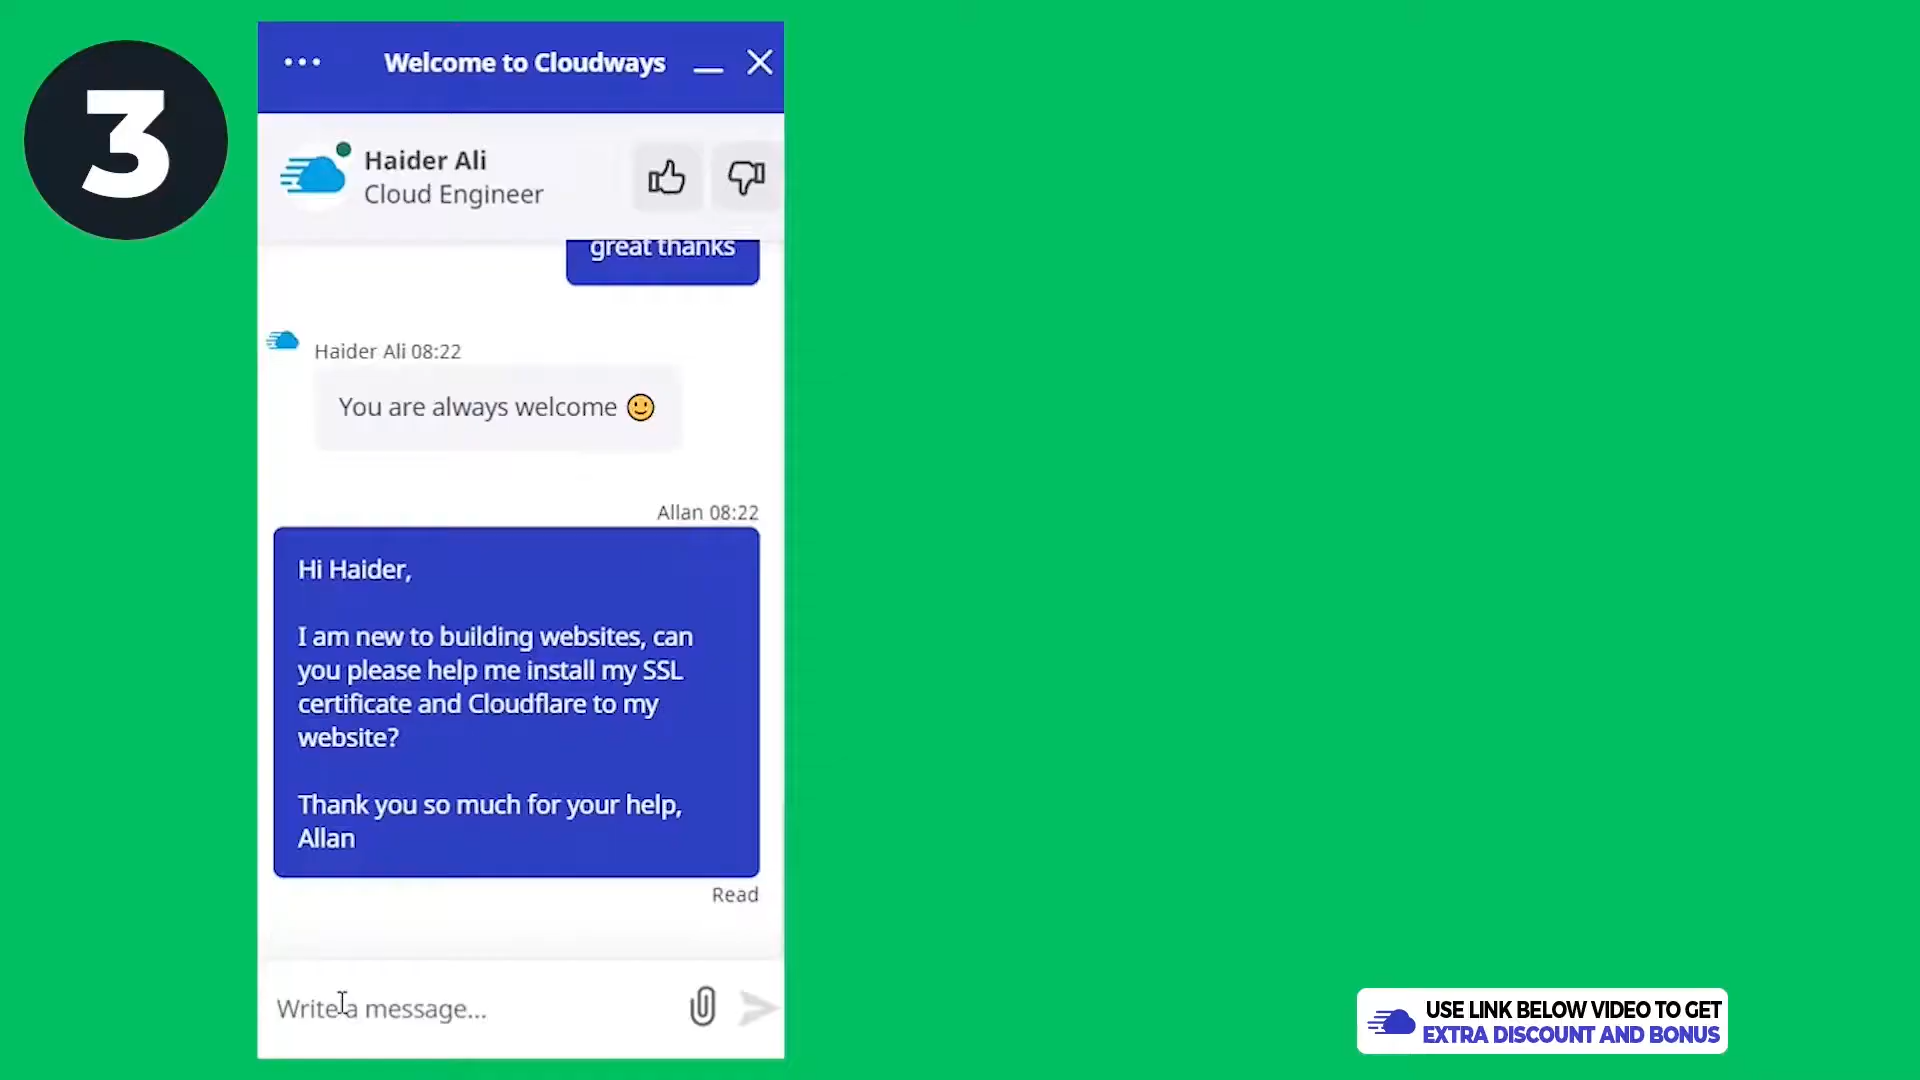 3
Welcome to Cloudways
Haider Ali
Cloud Engineer
great thanks
Haider Ali 08:22
You are always welcome 🙂
Allan 08:22
Hi Haider,
I am new to building websites, can
you please help me install my SSL
certificate and Cloudflare to my
website?
Thank you so much for your help,
Allan
Read
Write a message...
USE LINK BELOW VIDEO TO GET
EXTRA DISCOUNT AND BONUS